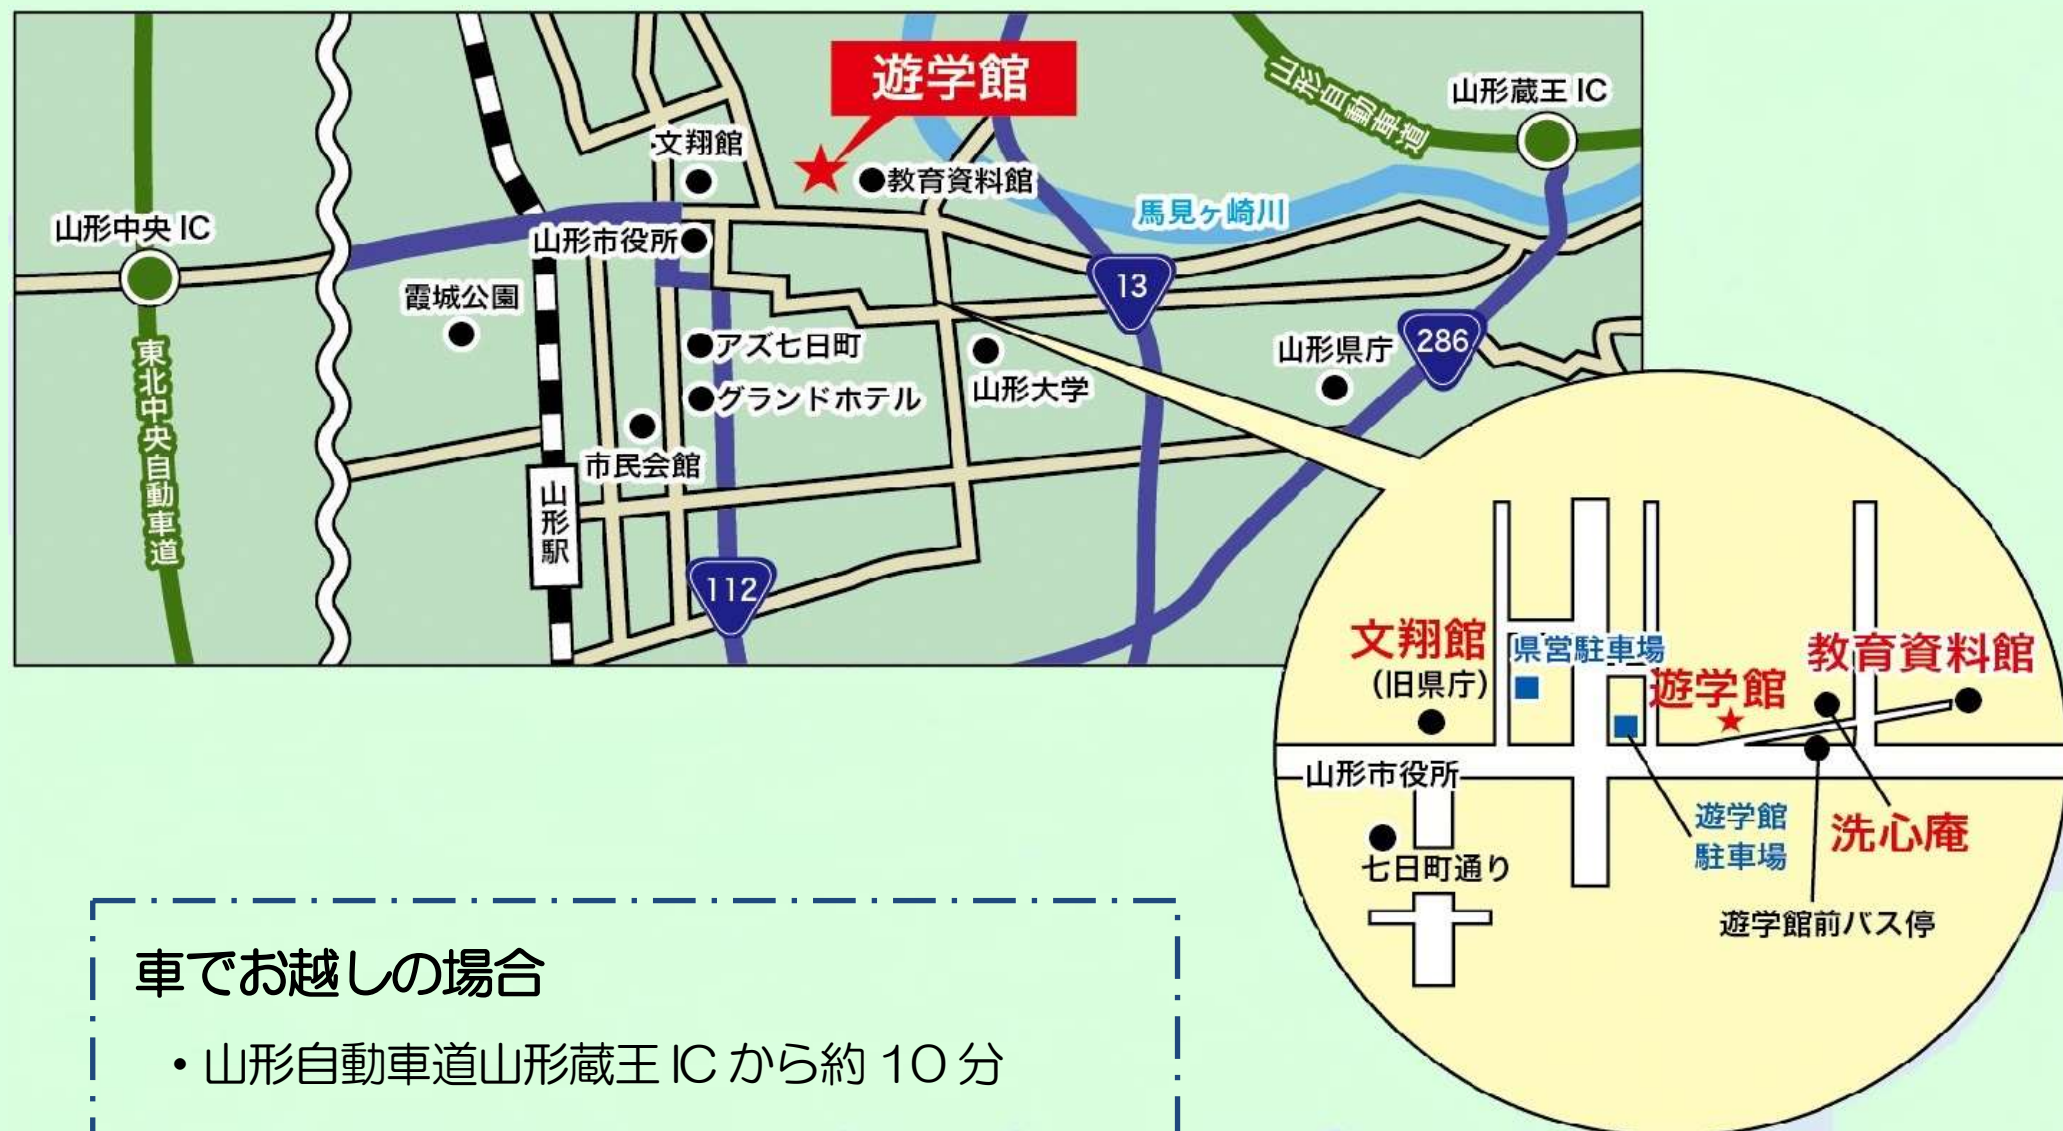 遊学館
山形自動車道
山形蔵王 IC
文翔館
教育資料館
馬見ヶ崎川
山形中央 IC
山形市役所
13
霞城公園
286
東北中央自動車道
アズ七日町
山形大学
山形県庁
グランドホテル
市民会館
山形駅
112
文翔館
(旧県庁)
県営駐車場
遊学館
教育資料館
山形市役所
遊学館
駐車場
洗心庵
七日町通り
遊学館前バス停
車でお越しの場合
・山形自動車道山形蔵王 IC から約 10 分